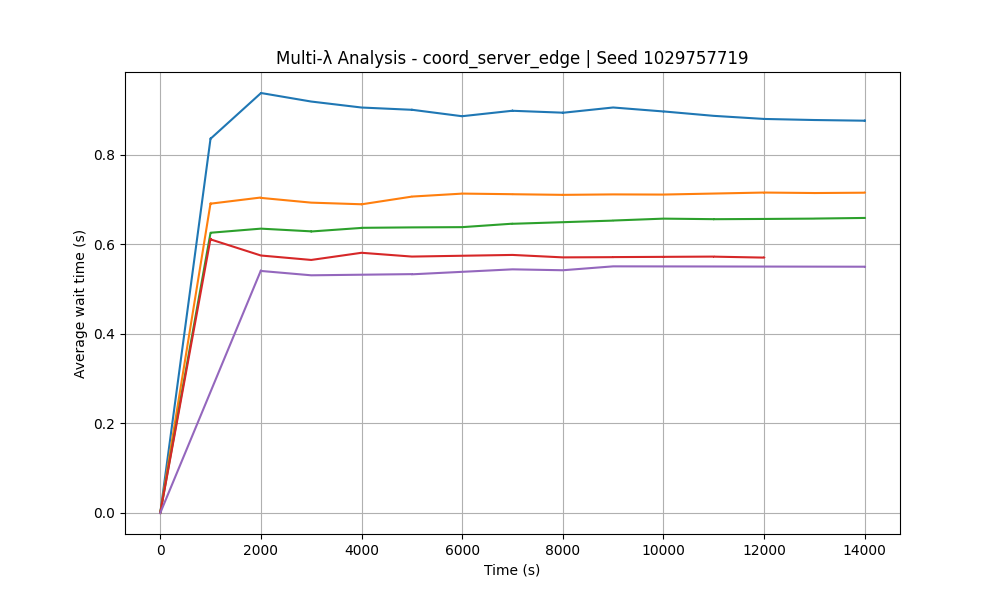 Multi-λ Analysis - coord_server_edge | Seed 1029757719
Average wait time (s)
0.8
0.6
0.4
0.2
0.0
0 2000 4000 6000 8000 10000 12000 14000
Time (s)